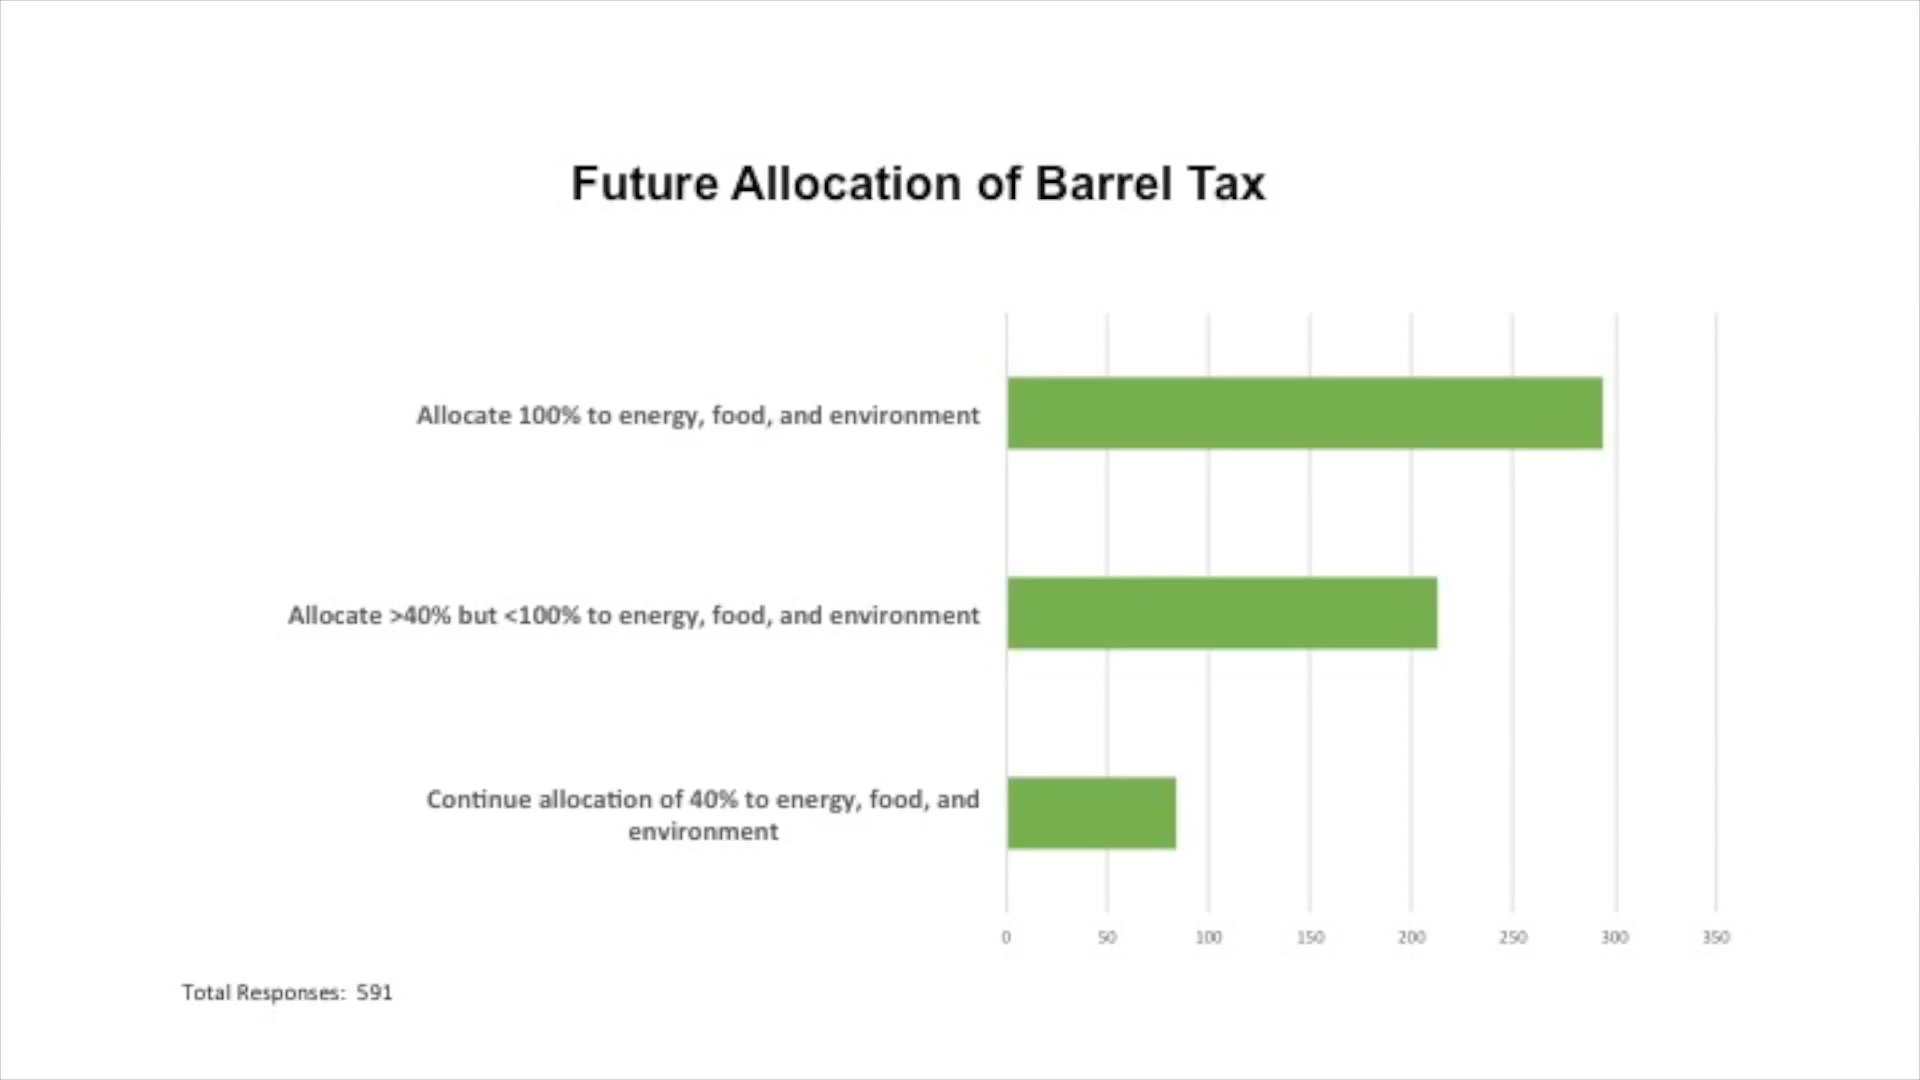 Future Allocation of Barrel Tax
Allocate 100% to energy, food, and environment
Allocate >40% but <100% to energy, food, and environment
Continue allocation of 40% to energy, food, and
environment
0 50 100 150 200 250 300 350
Total Responses: 591